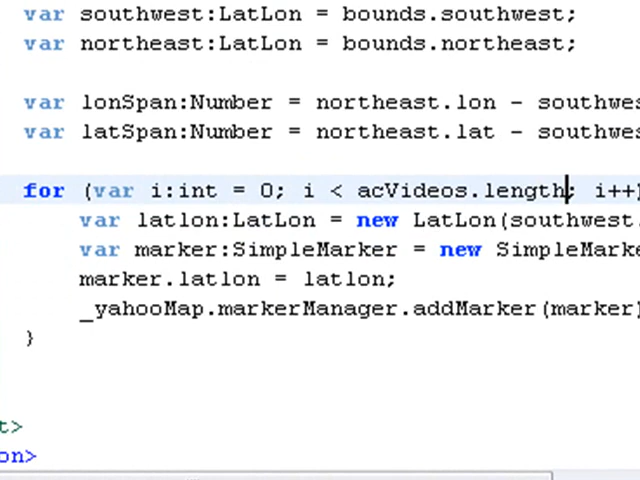 var southwest:LatLon = bounds.southwest;
var northeast:LatLon = bounds.northeast;
var lonSpan:Number = northeast.lon - southwes
var latSpan:Number = northeast.lat - southwes
for (var i:int = 0; i < acVideos.length; i++)
var latlon:LatLon = new LatLon(southwest.
var marker:SimpleMarker = new SimpleMarke
marker.latlon = latlon;
_yahooMap.markerManager.addMarker(marker)
}
t>
on>